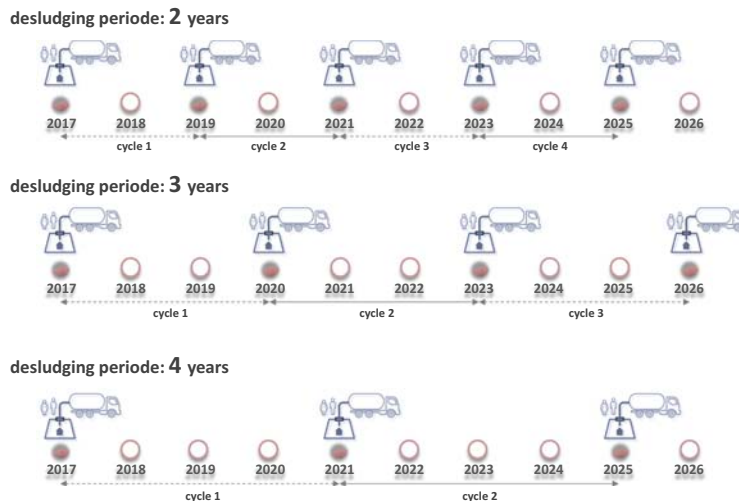 desludging periode: 2 years
2017 2018 2019 2020 2021 2022 2023 2024 2025 2026
cycle 1 cycle 2 cycle 3 cycle 4
desludging periode: 3 years
2017 2018 2019 2020 2021 2022 2023 2024 2025 2026
cycle 1 cycle 2 cycle 3
desludging periode: 4 years
2017 2018 2019 2020 2021 2022 2023 2024 2025 2026
cycle 1 cycle 2